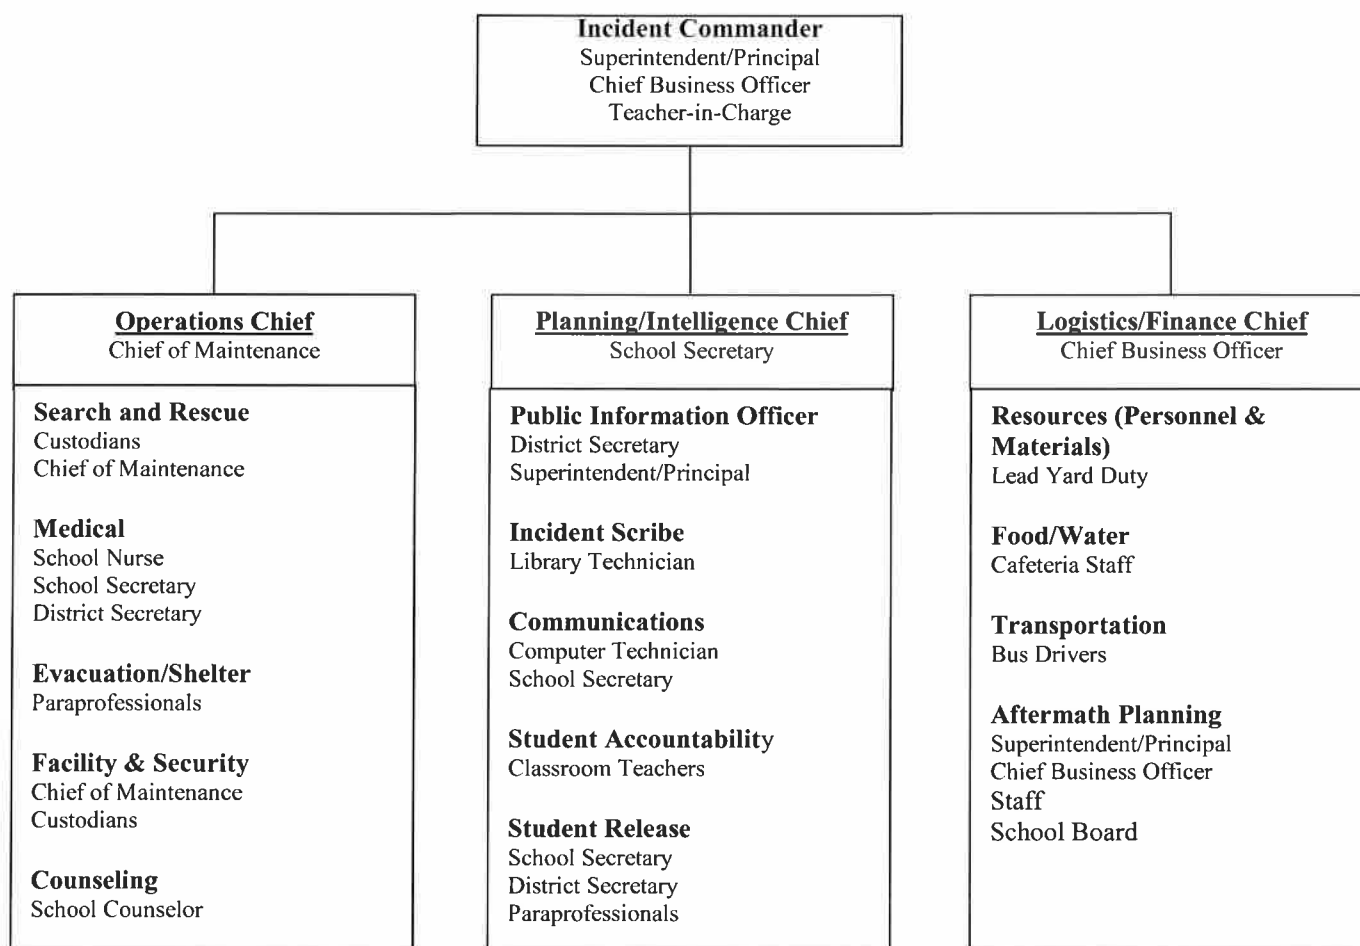 Incident Commander
Superintendent/Principal
Chief Business Officer
Teacher-in-Charge
Operations Chief
Chief of Maintenance
Search and Rescue
Custodians
Chief of Maintenance
Medical
School Nurse
School Secretary
District Secretary
Evacuation/Shelter
Paraprofessionals
Facility & Security
Chief of Maintenance
Custodians
Counseling
School Counselor
Planning/Intelligence Chief
School Secretary
Public Information Officer
District Secretary
Superintendent/Principal
Incident Scribe
Library Technician
Communications
Computer Technician
School Secretary
Student Accountability
Classroom Teachers
Student Release
School Secretary
District Secretary
Paraprofessionals
Logistics/Finance Chief
Chief Business Officer
Resources (Personnel &
Materials)
Lead Yard Duty
Food/Water
Cafeteria Staff
Transportation
Bus Drivers
Aftermath Planning
Superintendent/Principal
Chief Business Officer
Staff
School Board